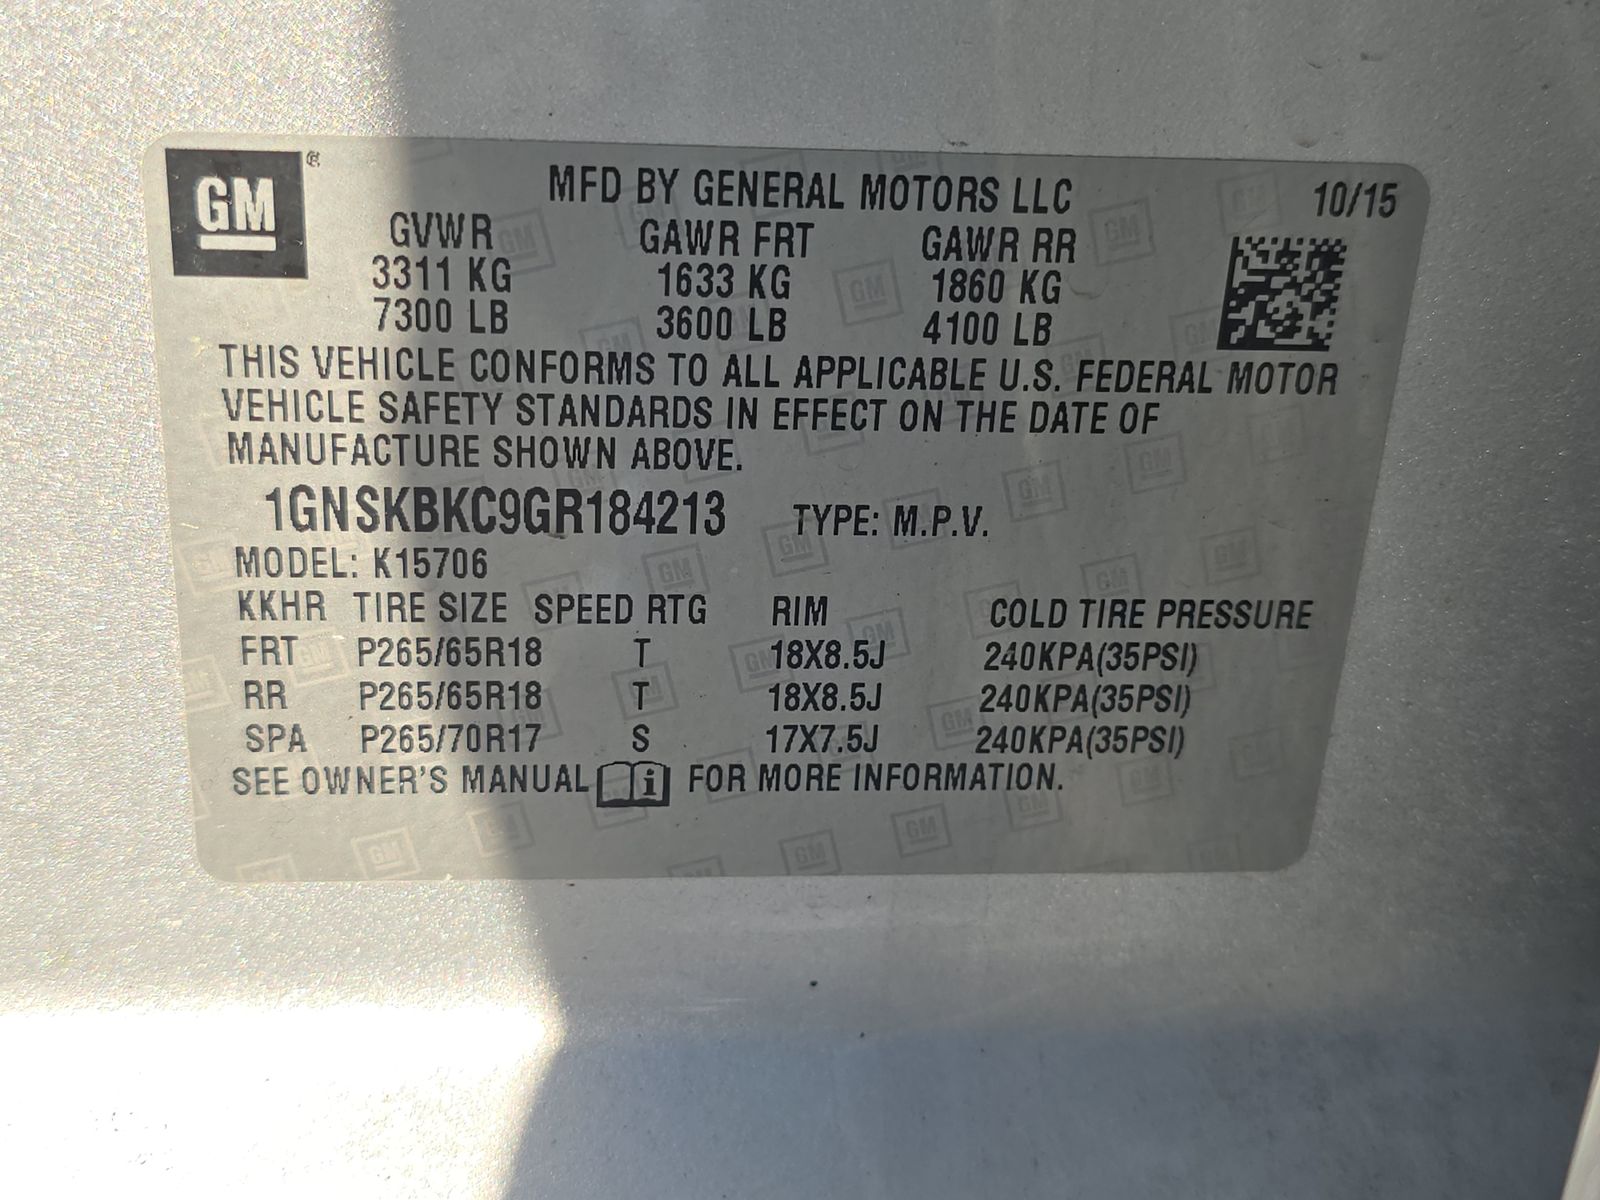 GM ®
MFD BY GENERAL MOTORS LLC 10/15
GVWR GAWR FRT GAWR RR
3311 KG 1633 KG 1860 KG
7300 LB 3600 LB 4100 LB
THIS VEHICLE CONFORMS TO ALL APPLICABLE U.S. FEDERAL MOTOR
VEHICLE SAFETY STANDARDS IN EFFECT ON THE DATE OF
MANUFACTURE SHOWN ABOVE.
1GNSKBKC9GR184213 TYPE: M.P.V.
MODEL: K15706
KKHR TIRE SIZE SPEED RTG RIM COLD TIRE PRESSURE
FRT P265/65R18 T 18X8.5J 240KPA(35PSI)
RR P265/65R18 T 18X8.5J 240KPA(35PSI)
SPA P265/70R17 S 17X7.5J 240KPA(35PSI)
SEE OWNER'S MANUAL i FOR MORE INFORMATION.